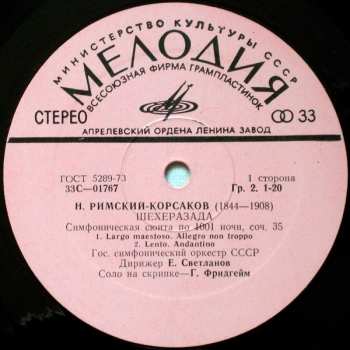 МИНИСТЕРСТВО КУЛЬТУРЫ СССР
МЕЛОДИЯ
ВСЕСОЮЗНАЯ ФИРМА ГРАМПЛАСТИНОК
СТЕРЕО
33
АПРЕЛЕВСКИЙ ОРДЕНА ЛЕНИНА ЗАВОД
ГОСТ 5289-73
1 сторона
33С—01767
Гр. 2. 1-20
Н. РИМСКИЙ-КОРСАКОВ (1844—1908)
ШЕХЕРАЗАДА
Симфоническая сюита по 1001 ночи, соч. 35
1. Largo maestoso. Allegro non troppo
2. Lento. Andantino
Гос. симфонический оркестр СССР
Дирижер Е. Светланов
Соло на скрипке—Г. Фридгейм